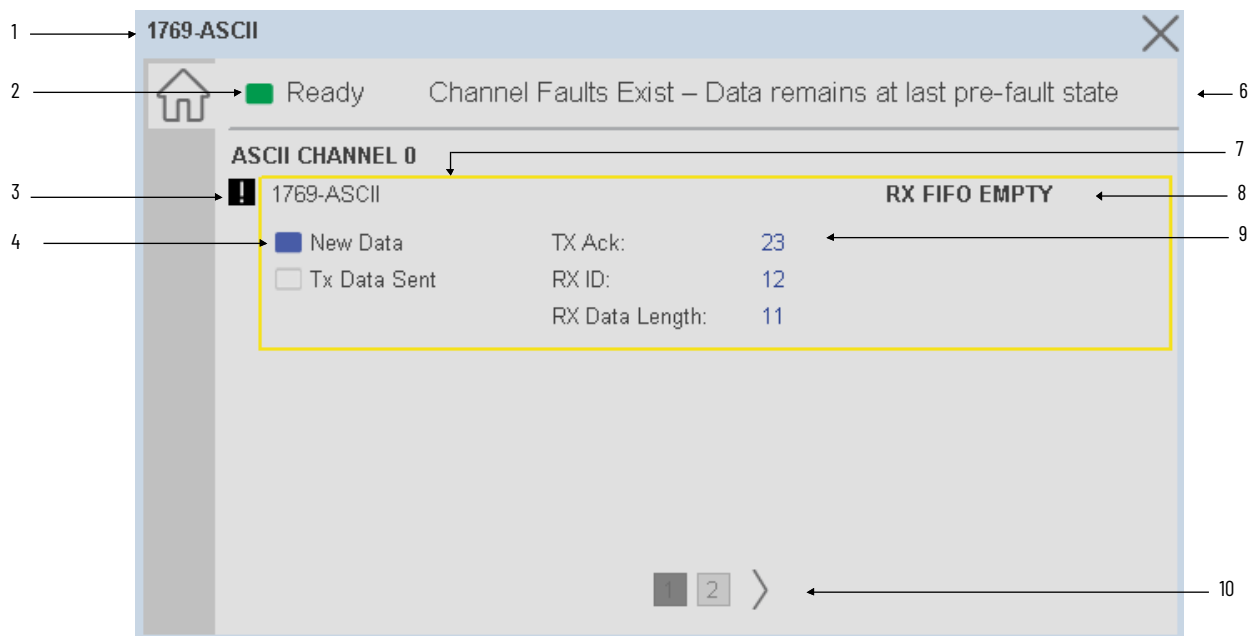 1
1769-ASCII
2
Ready
Channel Faults Exist – Data remains at last pre-fault state
6
ASCII CHANNEL 0
7
3
!
1769-ASCII
RX FIFO EMPTY
8
4
New Data
TX Ack:
23
9
Tx Data Sent
RX ID:
12
RX Data Length:
11
1
2
10